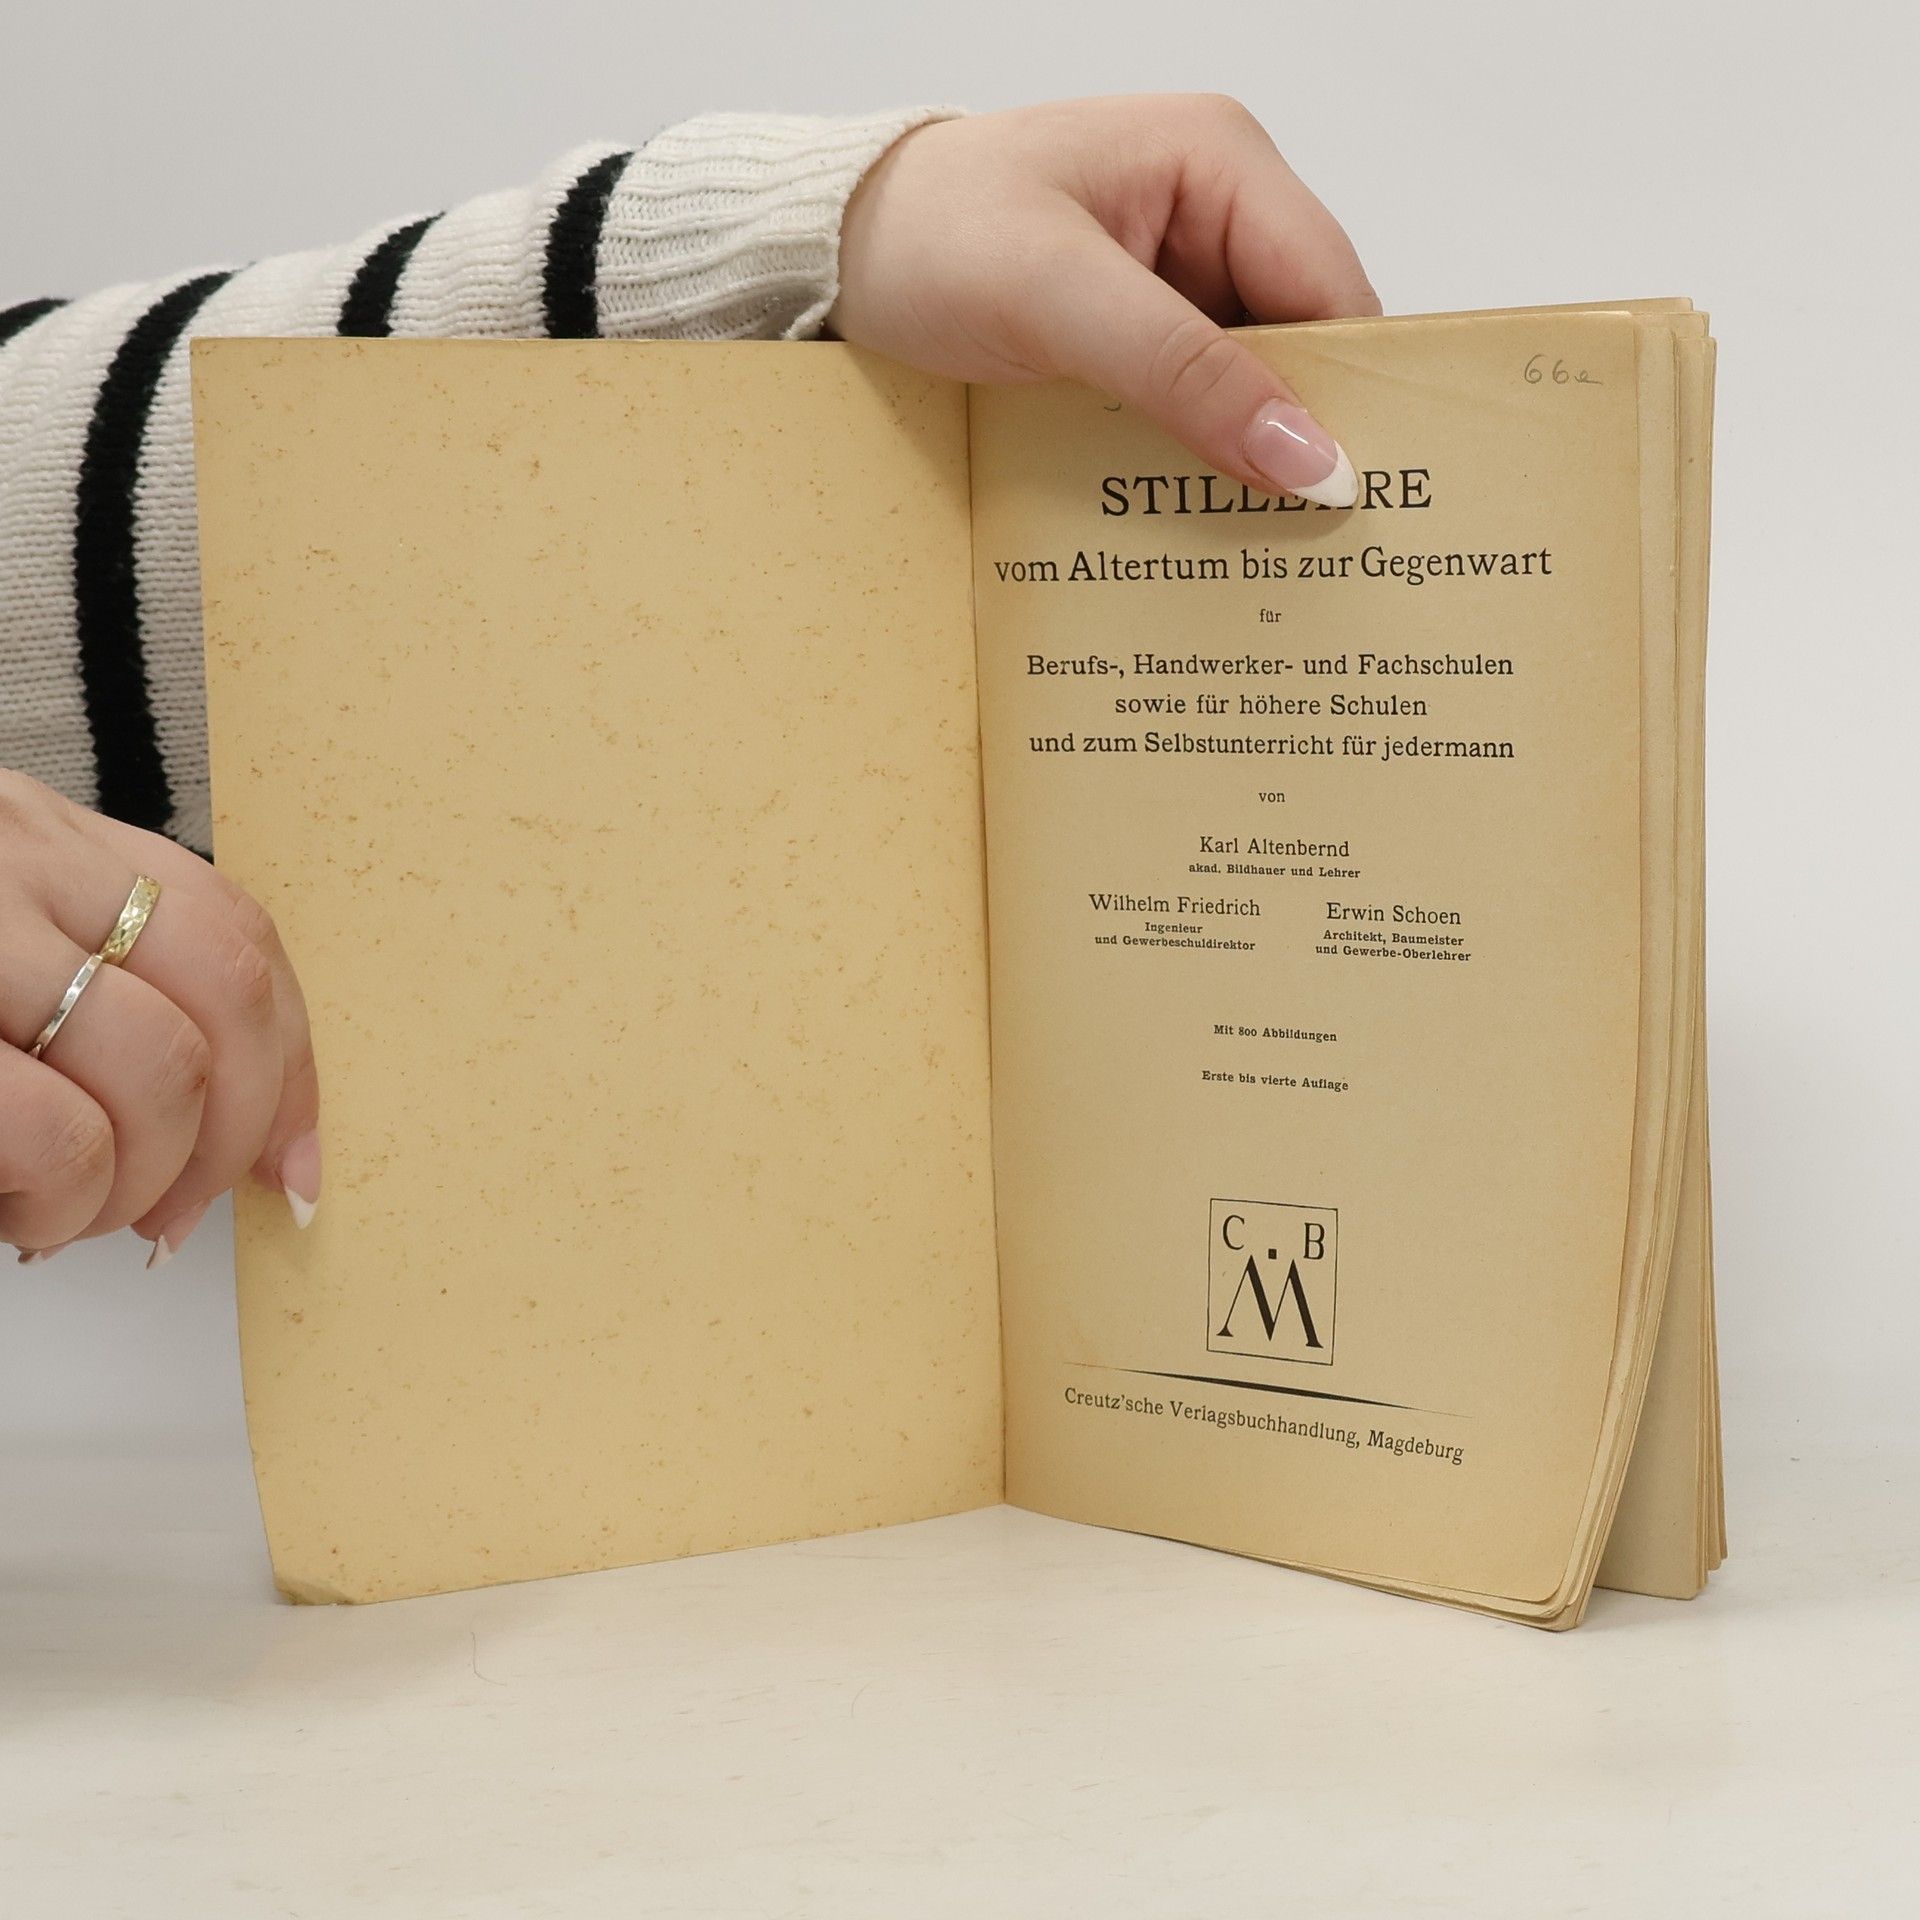 66a
STILLEHRE
vom Altertum bis zur Gegenwart
für
Berufs-, Handwerker- und Fachschulen
sowie für höhere Schulen
und zum Selbstunterricht für jedermann
von
Karl Altenbernd
akad. Bildhauer und Lehrer
Wilhelm Friedrich
Ingenieur
und Gewerbeschuldirektor
Erwin Schoen
Architekt, Baumeister
und Gewerbe-Oberlehrer
Mit 800 Abbildungen
Erste bis vierte Auflage
C . B
M
Creutz'sche Verlagsbuchhandlung, Magdeburg